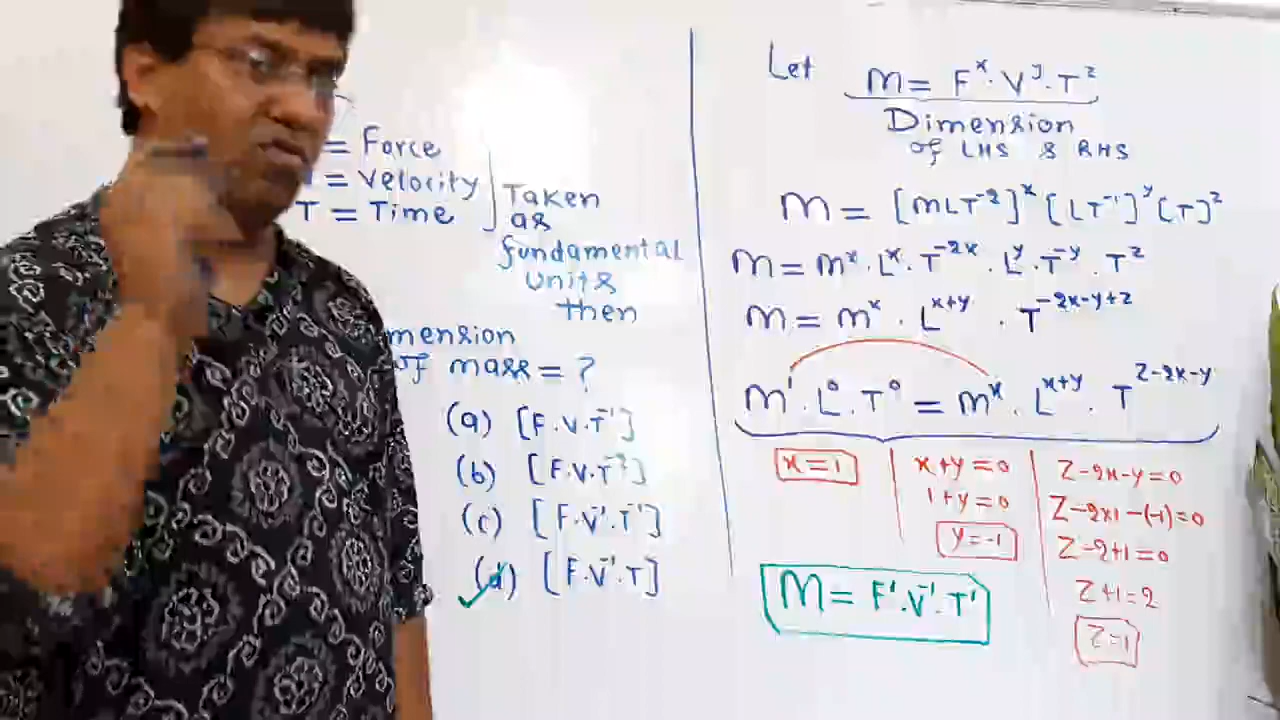 = Force
= Velocity
T = Time
Taken
as
fundamental
units
then
mension
of mass = ?
(a) [F.V.T⁻¹]
(b) [F.V.T⁻²]
(c) [F.V⁻¹.T⁻¹]
(d) [F.V⁻¹.T]
Let M = Fˣ. Vʸ. Tᶻ
Dimension
of LHS & RHS
M = [MLT⁻²]ˣ [LT⁻¹]ʸ [T]ᶻ
M = Mˣ. Lˣ. T⁻²ˣ. Lʸ. T⁻ʸ. Tᶻ
M = Mˣ . Lˣ⁺ʸ . T⁻²ˣ⁻ʸ⁺ᶻ
M¹. L⁰. T⁰ = Mˣ. Lˣ⁺ʸ. Tᶻ⁻²ˣ⁻ʸ
x = 1
x+y=0
1+y=0
y=-1
Z-2x-y=0
Z-2x1-(-1)=0
Z-2+1=0
Z+1=2
Z=1
M = F¹.V⁻¹.T¹